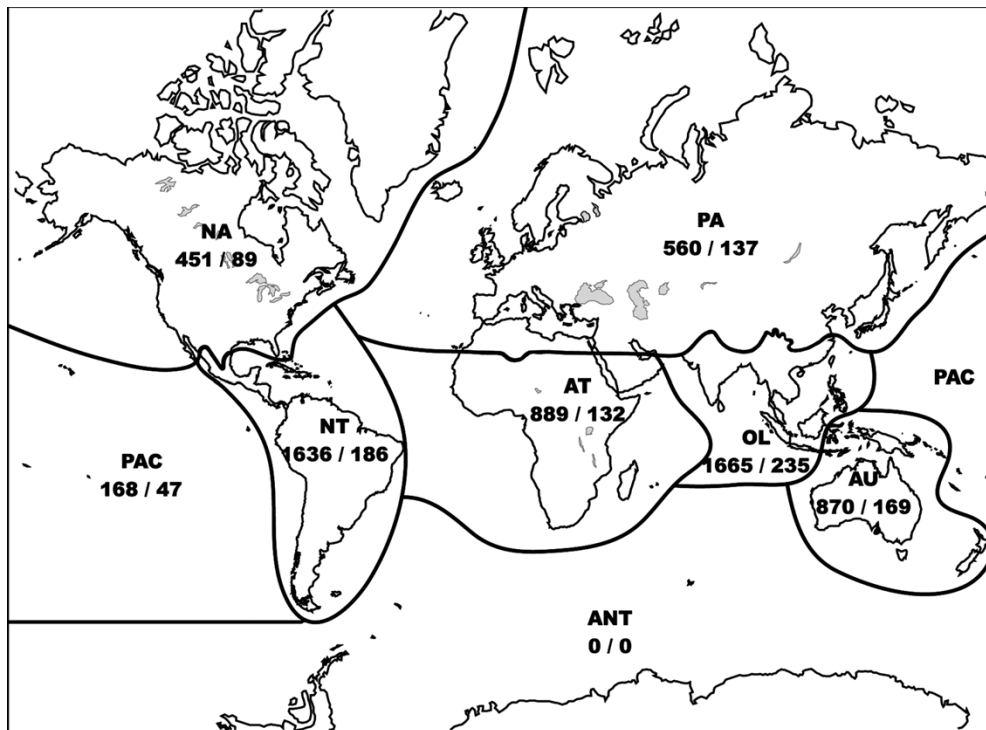 NA
451 / 89
PA
560 / 137
PAC
AT
889 / 132
NT
1636 / 186
OL
1665 / 235
PAC
168 / 47
AU
870 / 169
ANT
0 / 0